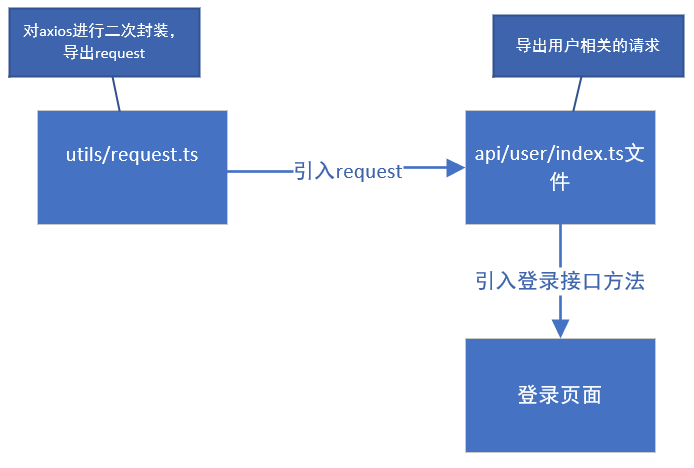 对axios进行二次封装，
导出request
导出用户相关的请求
utils/request.ts
引入request
api/user/index.ts文
件
引入登录接口方法
登录页面